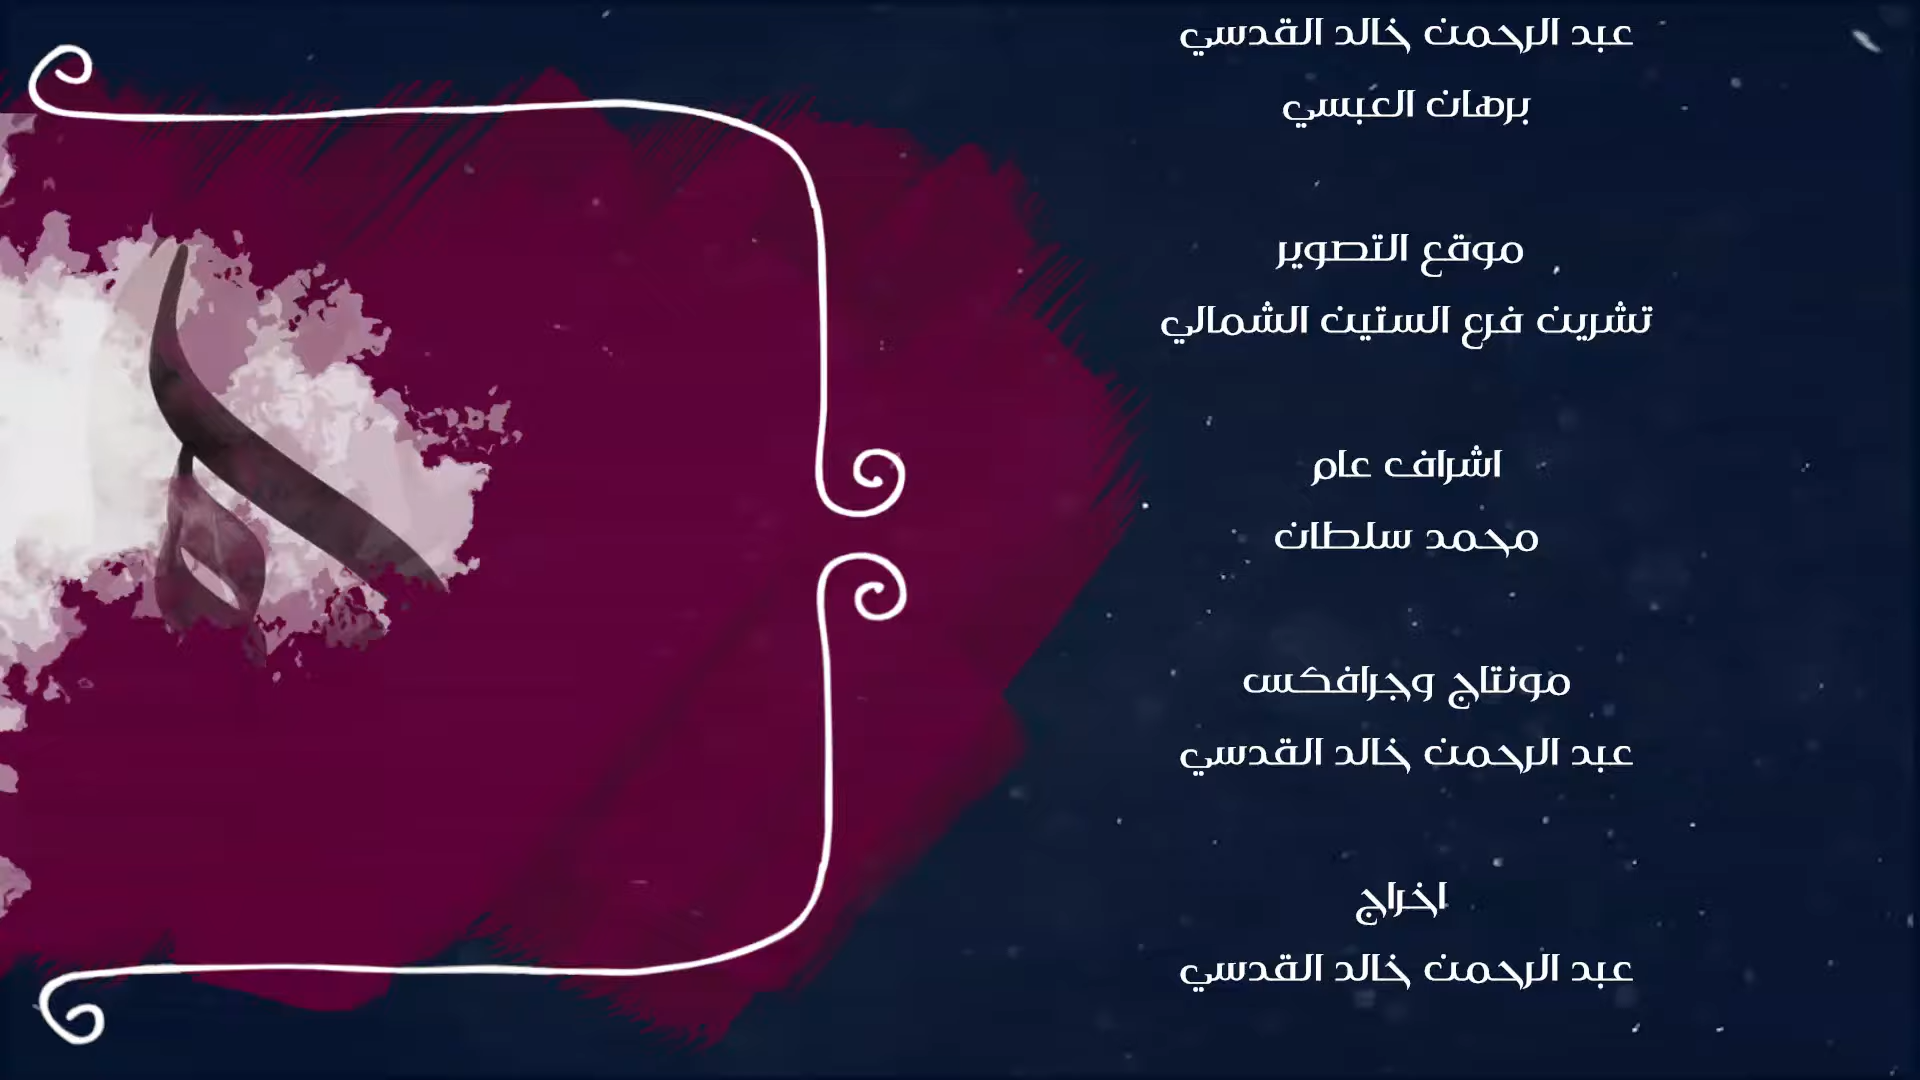 عبد الرحمن خالد القدسي
برهان العبسي
موقع التصوير
تشرين فرع الستين الشمالي
اشراف عام
محمد سلطان
مونتاج وجرافكس
عبد الرحمن خالد القدسي
اخراج
عبد الرحمن خالد القدسي